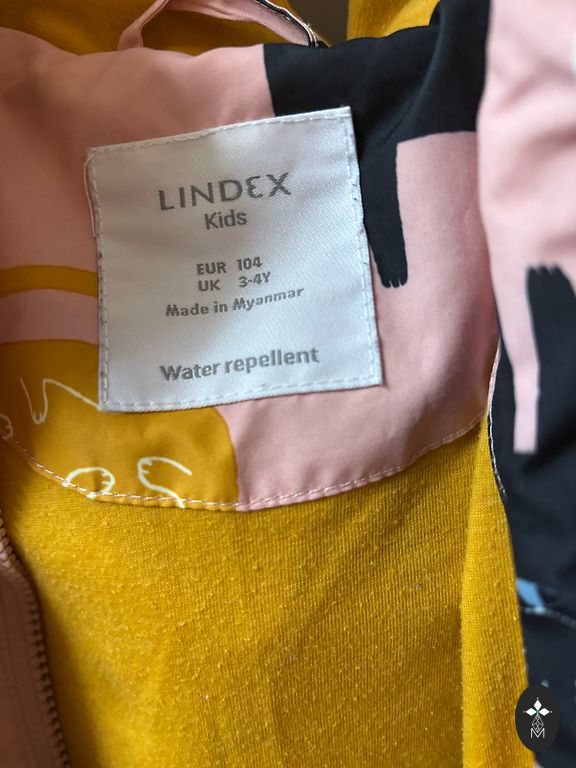 LINDEX
Kids
EUR 104
UK 3-4Y
Made in Myanmar
Water repellent
M